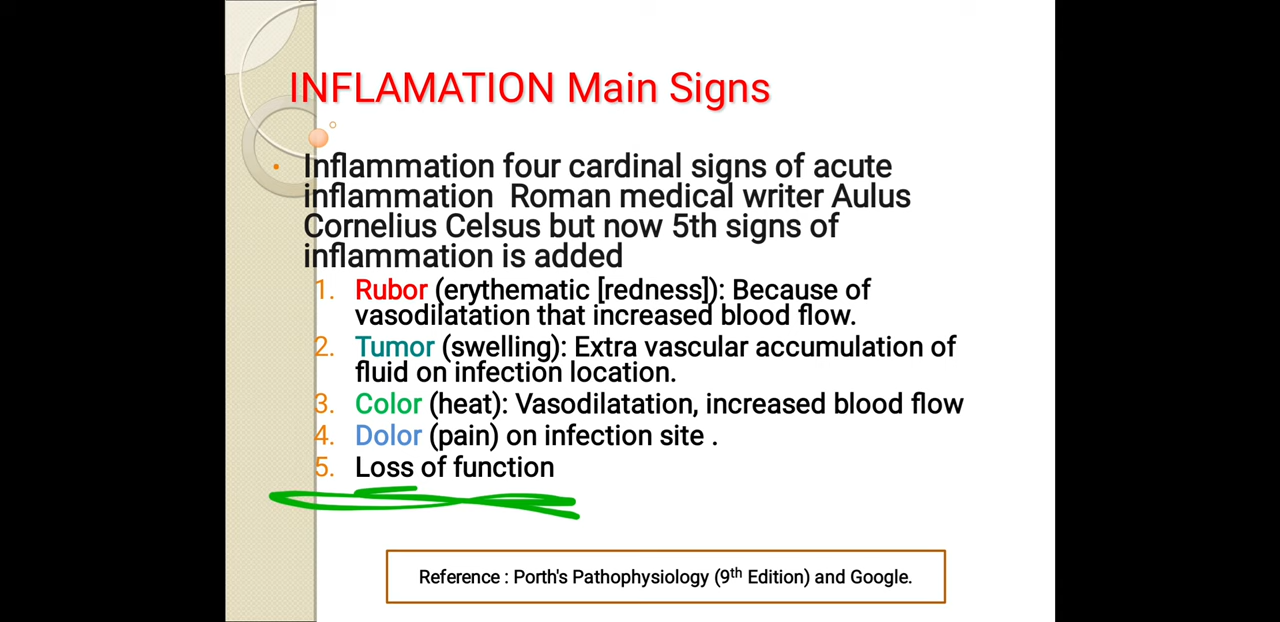 INFLAMATION Main Signs
• Inflammation four cardinal signs of acute
inflammation Roman medical writer Aulus
Cornelius Celsus but now 5th signs of
inflammation is added
1. Rubor (erythematic [redness]): Because of
vasodilatation that increased blood flow.
2. Tumor (swelling): Extra vascular accumulation of
fluid on infection location.
3. Color (heat): Vasodilatation, increased blood flow
4. Dolor (pain) on infection site .
5. Loss of function
Reference : Porth's Pathophysiology (9th Edition) and Google.